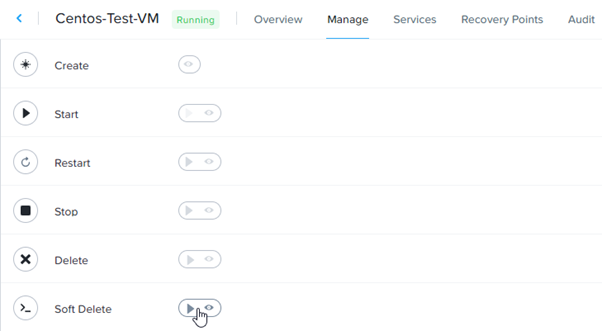 Centos-Test-VM Running Overview Manage Services Recovery Points Audit
Create
Start
Restart
Stop
Delete
Soft Delete